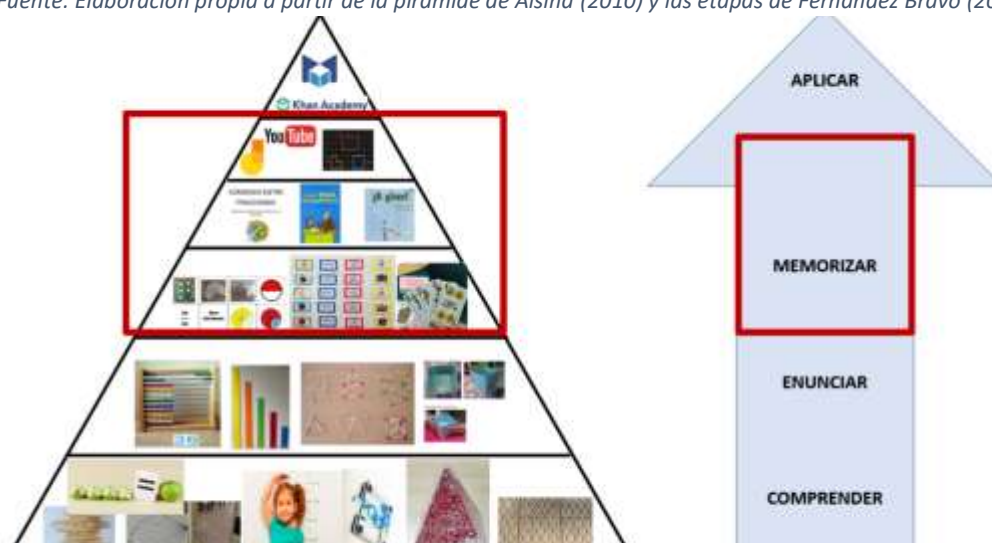 Fuente: Elaboración propia a partir de la pirámide de Alsina (2010) y las etapas de Fernández Bravo (20
APLICAR
Khan Academy
YouTube
¡A girar!
MEMORIZAR
ENUNCIAR
COMPRENDER